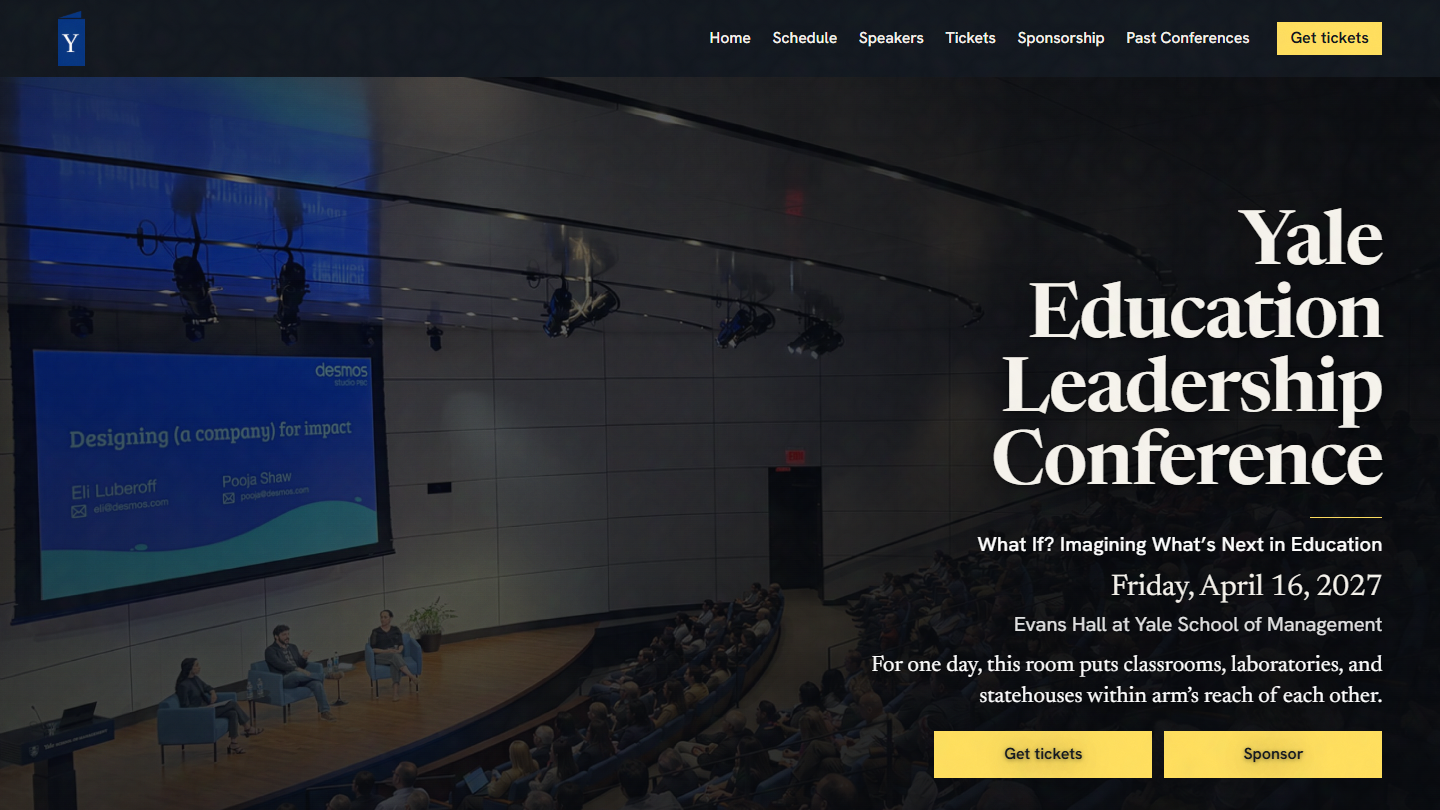 Y
Home
Schedule
Speakers
Tickets
Sponsorship
Past Conferences
Get tickets
desmos
studio PBC
Designing (a company) for impact
Eli Luberoff
eli@desmos.com
Pooja Shaw
pooja@desmos.com
Yale
Education
Leadership
Conference
What If? Imagining What’s Next in Education
Friday, April 16, 2027
Evans Hall at Yale School of Management
For one day, this room puts classrooms, laboratories, and
statehouses within arm’s reach of each other.
Get tickets
Sponsor